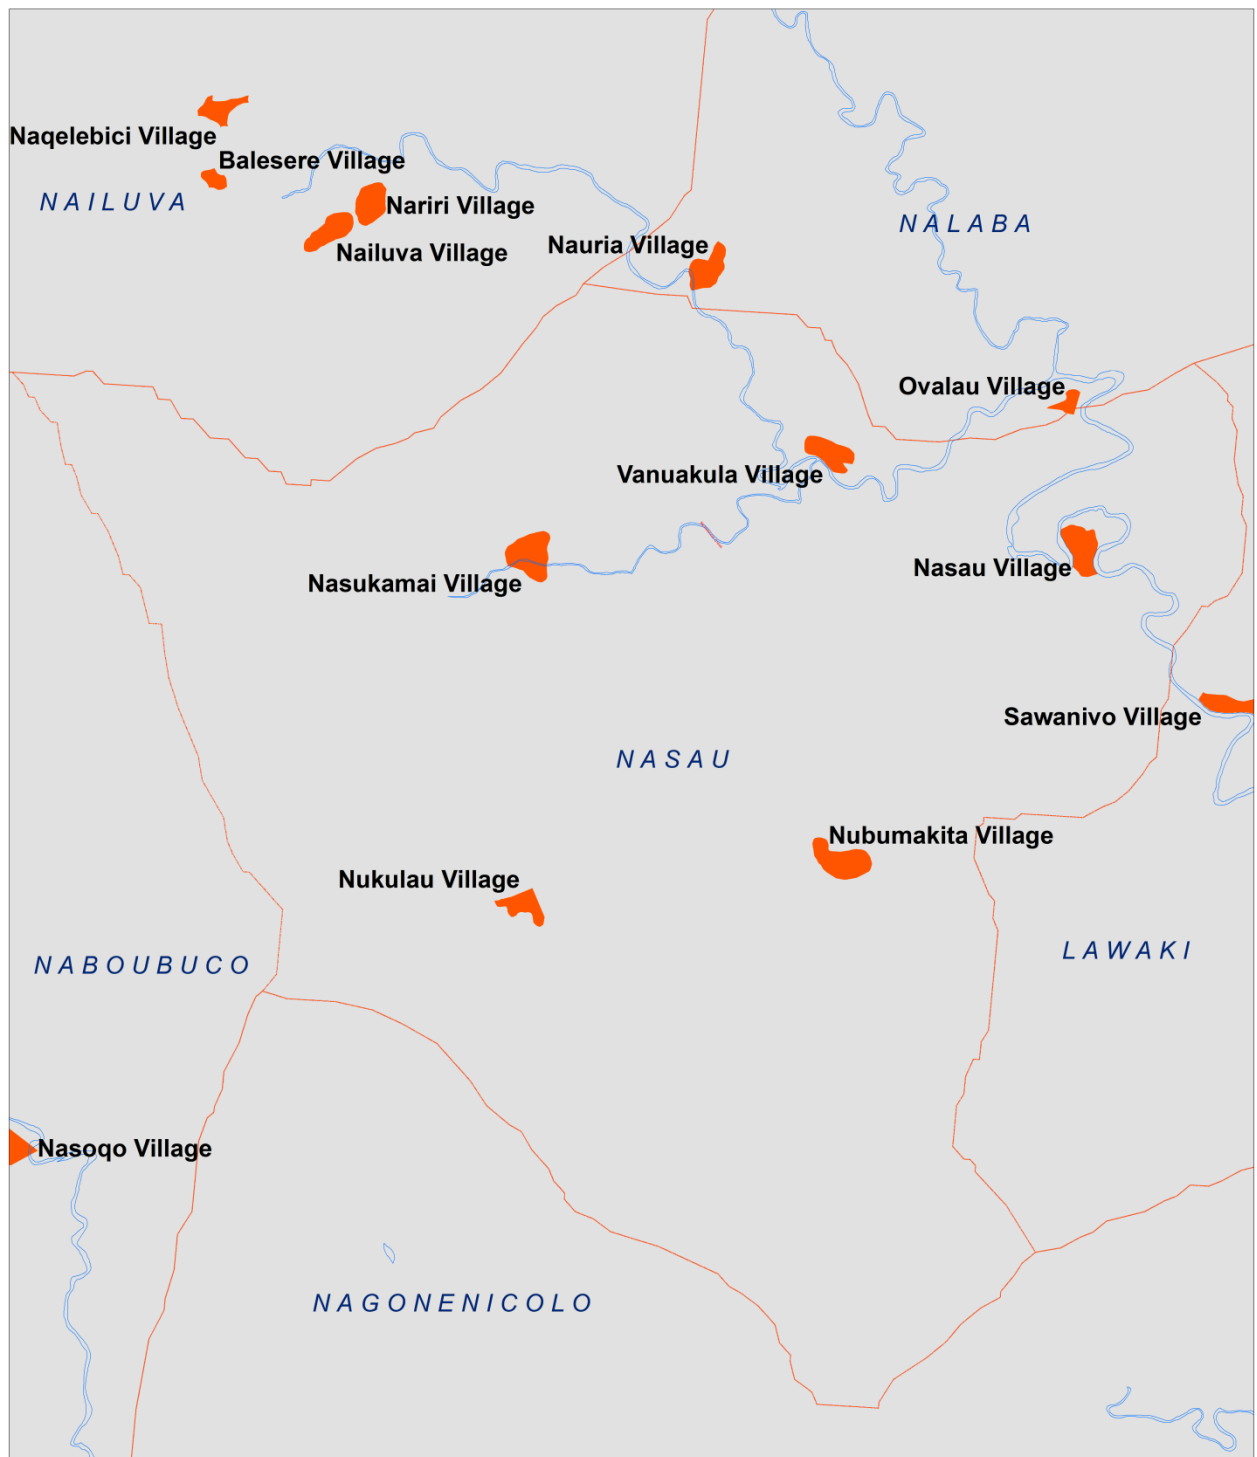 Naqelebici Village
Balesere Village
NAILUVA
Nariri Village
NALABA
Nauria Village
Nailuva Village
Ovalau Village
Vanuakula Village
Nasau Village
Nasukamai Village
Sawanivo Village
NASAU
Nubumakita Village
Nukulau Village
LAWAKI
NABOUBUCO
Nasoqo Village
NAGONENICOLO